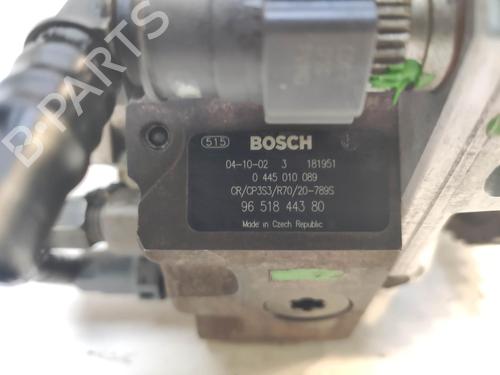 B-PARTS
515 BOSCH
04-10-02 3 181951
0 445 010 089
CR/CP3S3/R70/20-789S
96 518 443 80
Made in Czech Republic